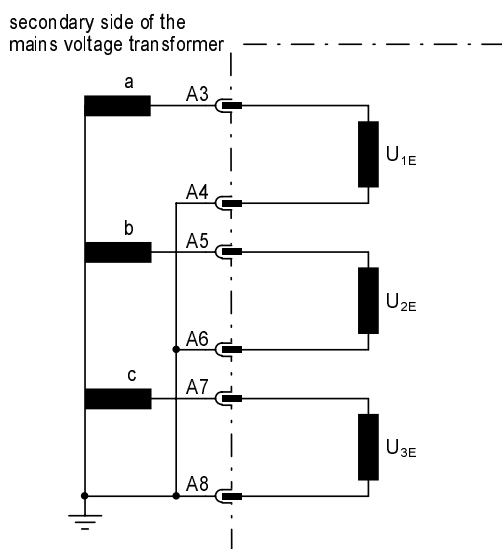 secondary side of the
mains voltage transformer
a
A3
U1E
A4
b
A5
U2E
A6
c
A7
U3E
A8